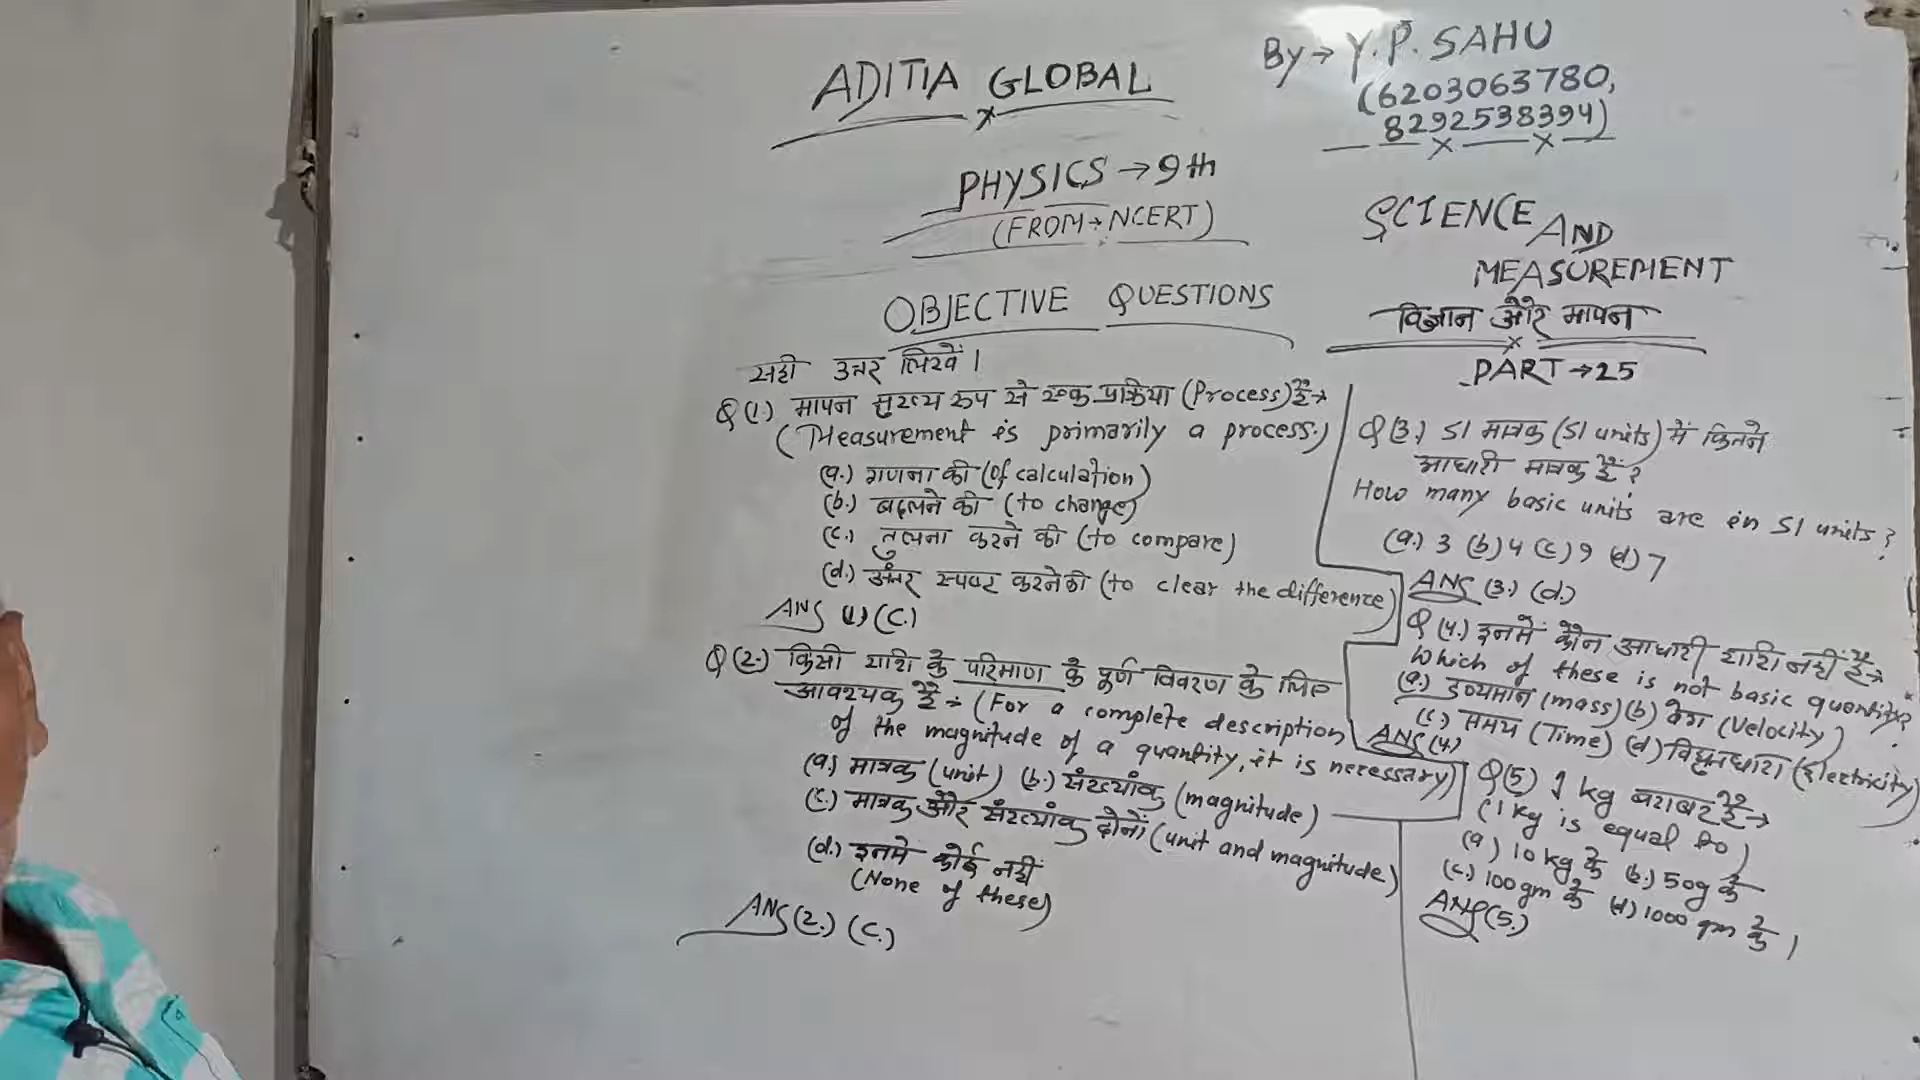 ADITIA GLOBAL
By → Y. P. SAHU
(6203063780,
8292538394)
PHYSICS → 9th
(FROM → NCERT)
SCIENCE AND
MEASUREMENT
विज्ञान और मापन
PART → 25
OBJECTIVE QUESTIONS
सही उत्तर लिखें।
Q (1.) मापन मुख्य रूप से एक प्रक्रिया (Process) है →
(Measurement is primarily a process.)
(a.) गणना की (Of calculation)
(b.) बदलने की (to change)
(c.) तुलना करने की (to compare)
(d.) अंतर स्पष्ट करने की (to clear the difference)
ANS (1) (C.)
Q (2.) किसी राशि के परिमाण के पूर्ण विवरण के लिए
आवश्यक है → (For a complete description
of the magnitude of a quantity, it is necessary)
(a.) मात्रक (unit) (b.) संख्यांक (magnitude)
(c.) मात्रक और संख्यांक दोनों (unit and magnitude)
(d.) इनमे कोई नहीं
(None of these)
ANS (2.) (C.)
Q (3.) SI मात्रक (SI units) में कितने
आधारी मात्रक हैं?
How many basic units are in SI units?
(a.) 3 (b) 4 (c) 9 (d) 7
ANS (3.) (d.)
Q (4.) इनमें कौन आधारी राशि नहीं है →
Which of these is not basic quantity?
(a.) द्रव्यमान (mass) (b) वेग (Velocity)
(c.) समय (Time) (d) विद्युतधारा (Electricity)
ANS (4)
Q (5) 1 kg बराबर है →
(1 kg is equal to)
(a) 10 kg के (b.) 50g के
(c.) 100 gm के (d) 1000 gm के।
ANS (5.)